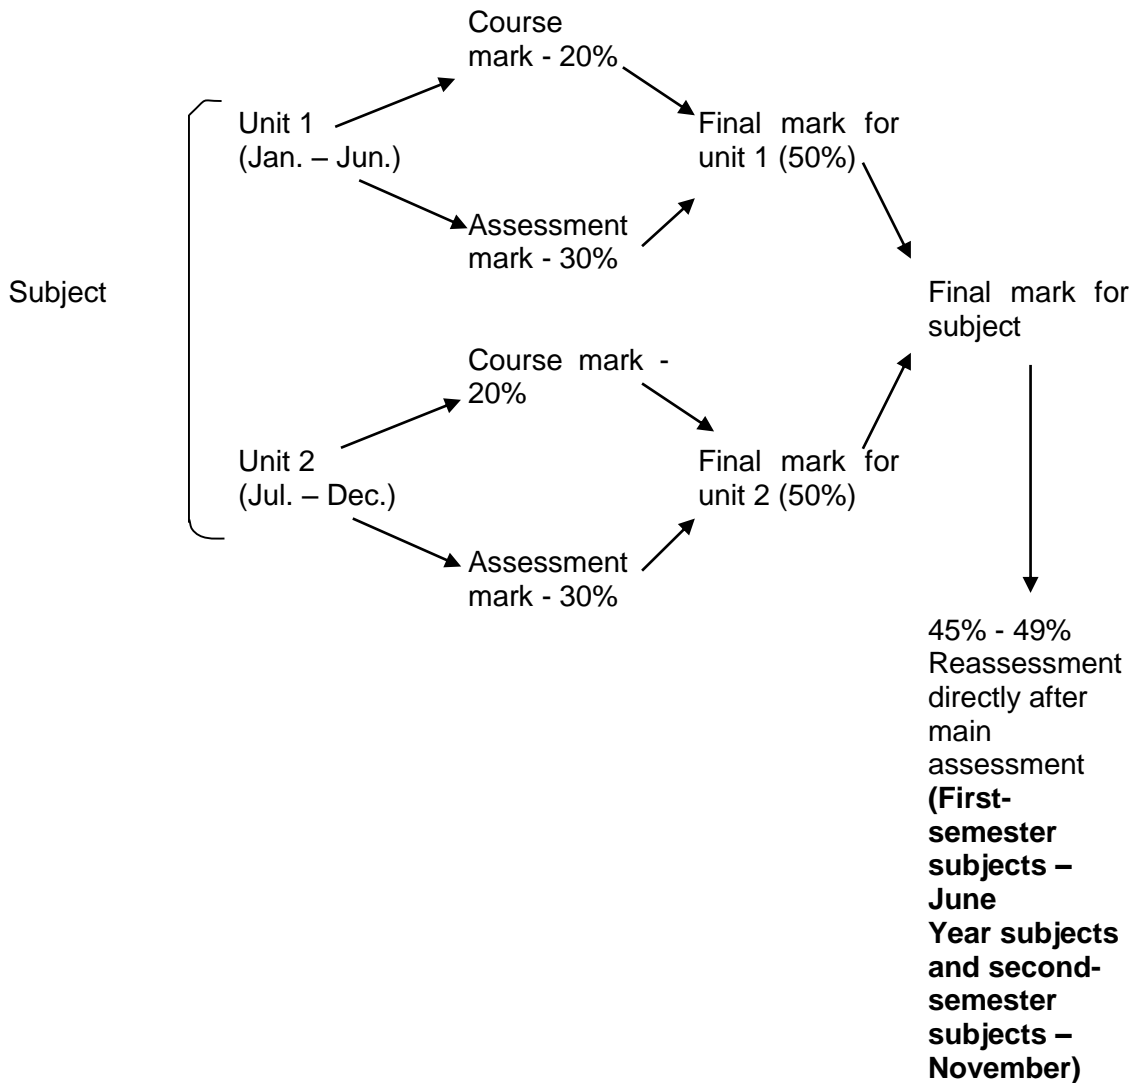 Course
mark - 20%
Unit 1
(Jan. – Jun.)
Final mark for
unit 1 (50%)
Assessment
mark - 30%
Subject
Final mark for
subject
Course mark -
20%
Unit 2
(Jul. – Dec.)
Final mark for
unit 2 (50%)
Assessment
mark - 30%
45% - 49%
Reassessment
directly after
main
assessment
(First-
semester
subjects –
June
Year subjects
and second-
semester
subjects –
November)